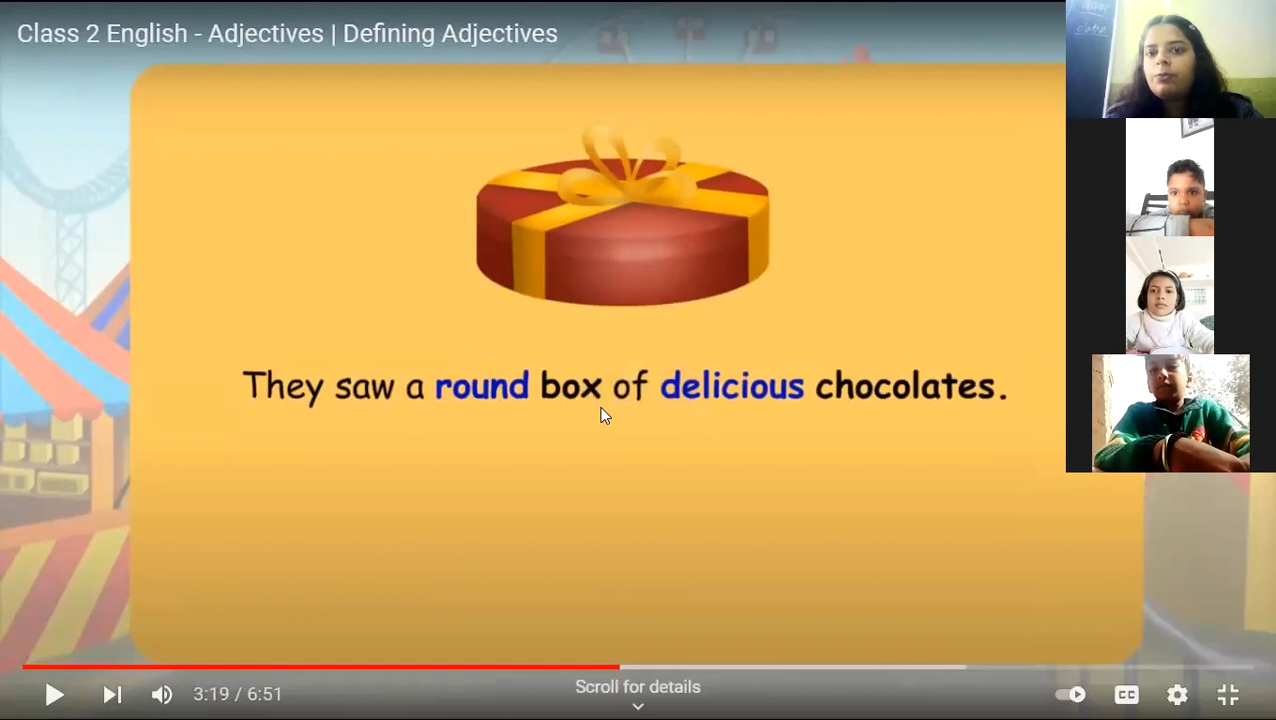 Class 2 English - Adjectives | Defining Adjectives
They saw a round box of delicious chocolates.
3:19 / 6:51
Scroll for details
CC